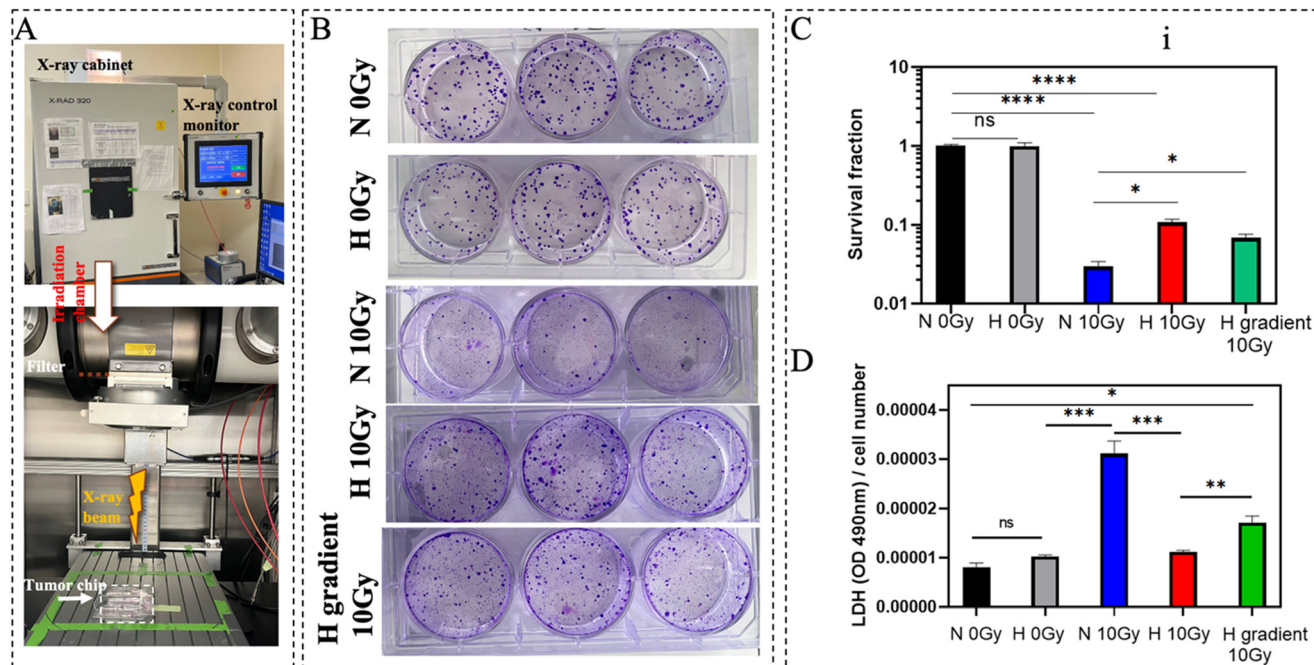 A
X-ray cabinet
X-RAD 320
X-ray control
monitor
Irradiation
chamber
Filter
X-ray
beam
Tumor chip
B
N 0Gy
H 0Gy
N 10Gy
H 10Gy
H gradient
10Gy
C
i
Survival fraction
10
1
0.1
0.01
****
****
ns
*
*
N 0Gy
H 0Gy
N 10Gy
H 10Gy
H gradient
10Gy
D
LDH (OD 490nm) / cell number
0.00004
0.00003
0.00002
0.00001
0.00000
*
***
***
**
ns
N 0Gy
H 0Gy
N 10Gy
H 10Gy
H gradient
10Gy